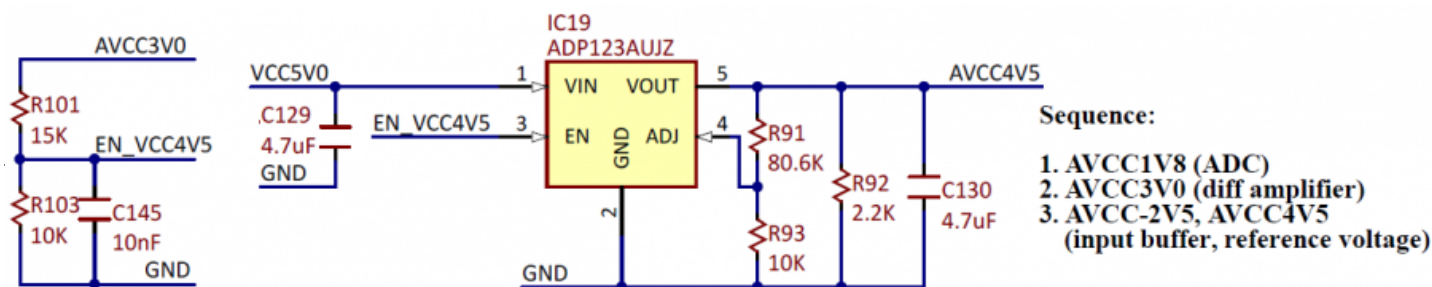 AVCC3V0
R101
15K
EN_VCC4V5
R103
10K
C145
10nF
GND
VCC5V0
C129
4.7uF
GND
EN_VCC4V5
IC19
ADP123AUJZ
1
VIN
VOUT
5
3
EN
ADJ
4
GND
2
GND
AVCC4V5
R91
80.6K
R93
10K
R92
2.2K
C130
4.7uF
Sequence:
1. AVCC1V8 (ADC)
2. AVCC3V0 (diff amplifier)
3. AVCC-2V5, AVCC4V5
(input buffer, reference voltage)